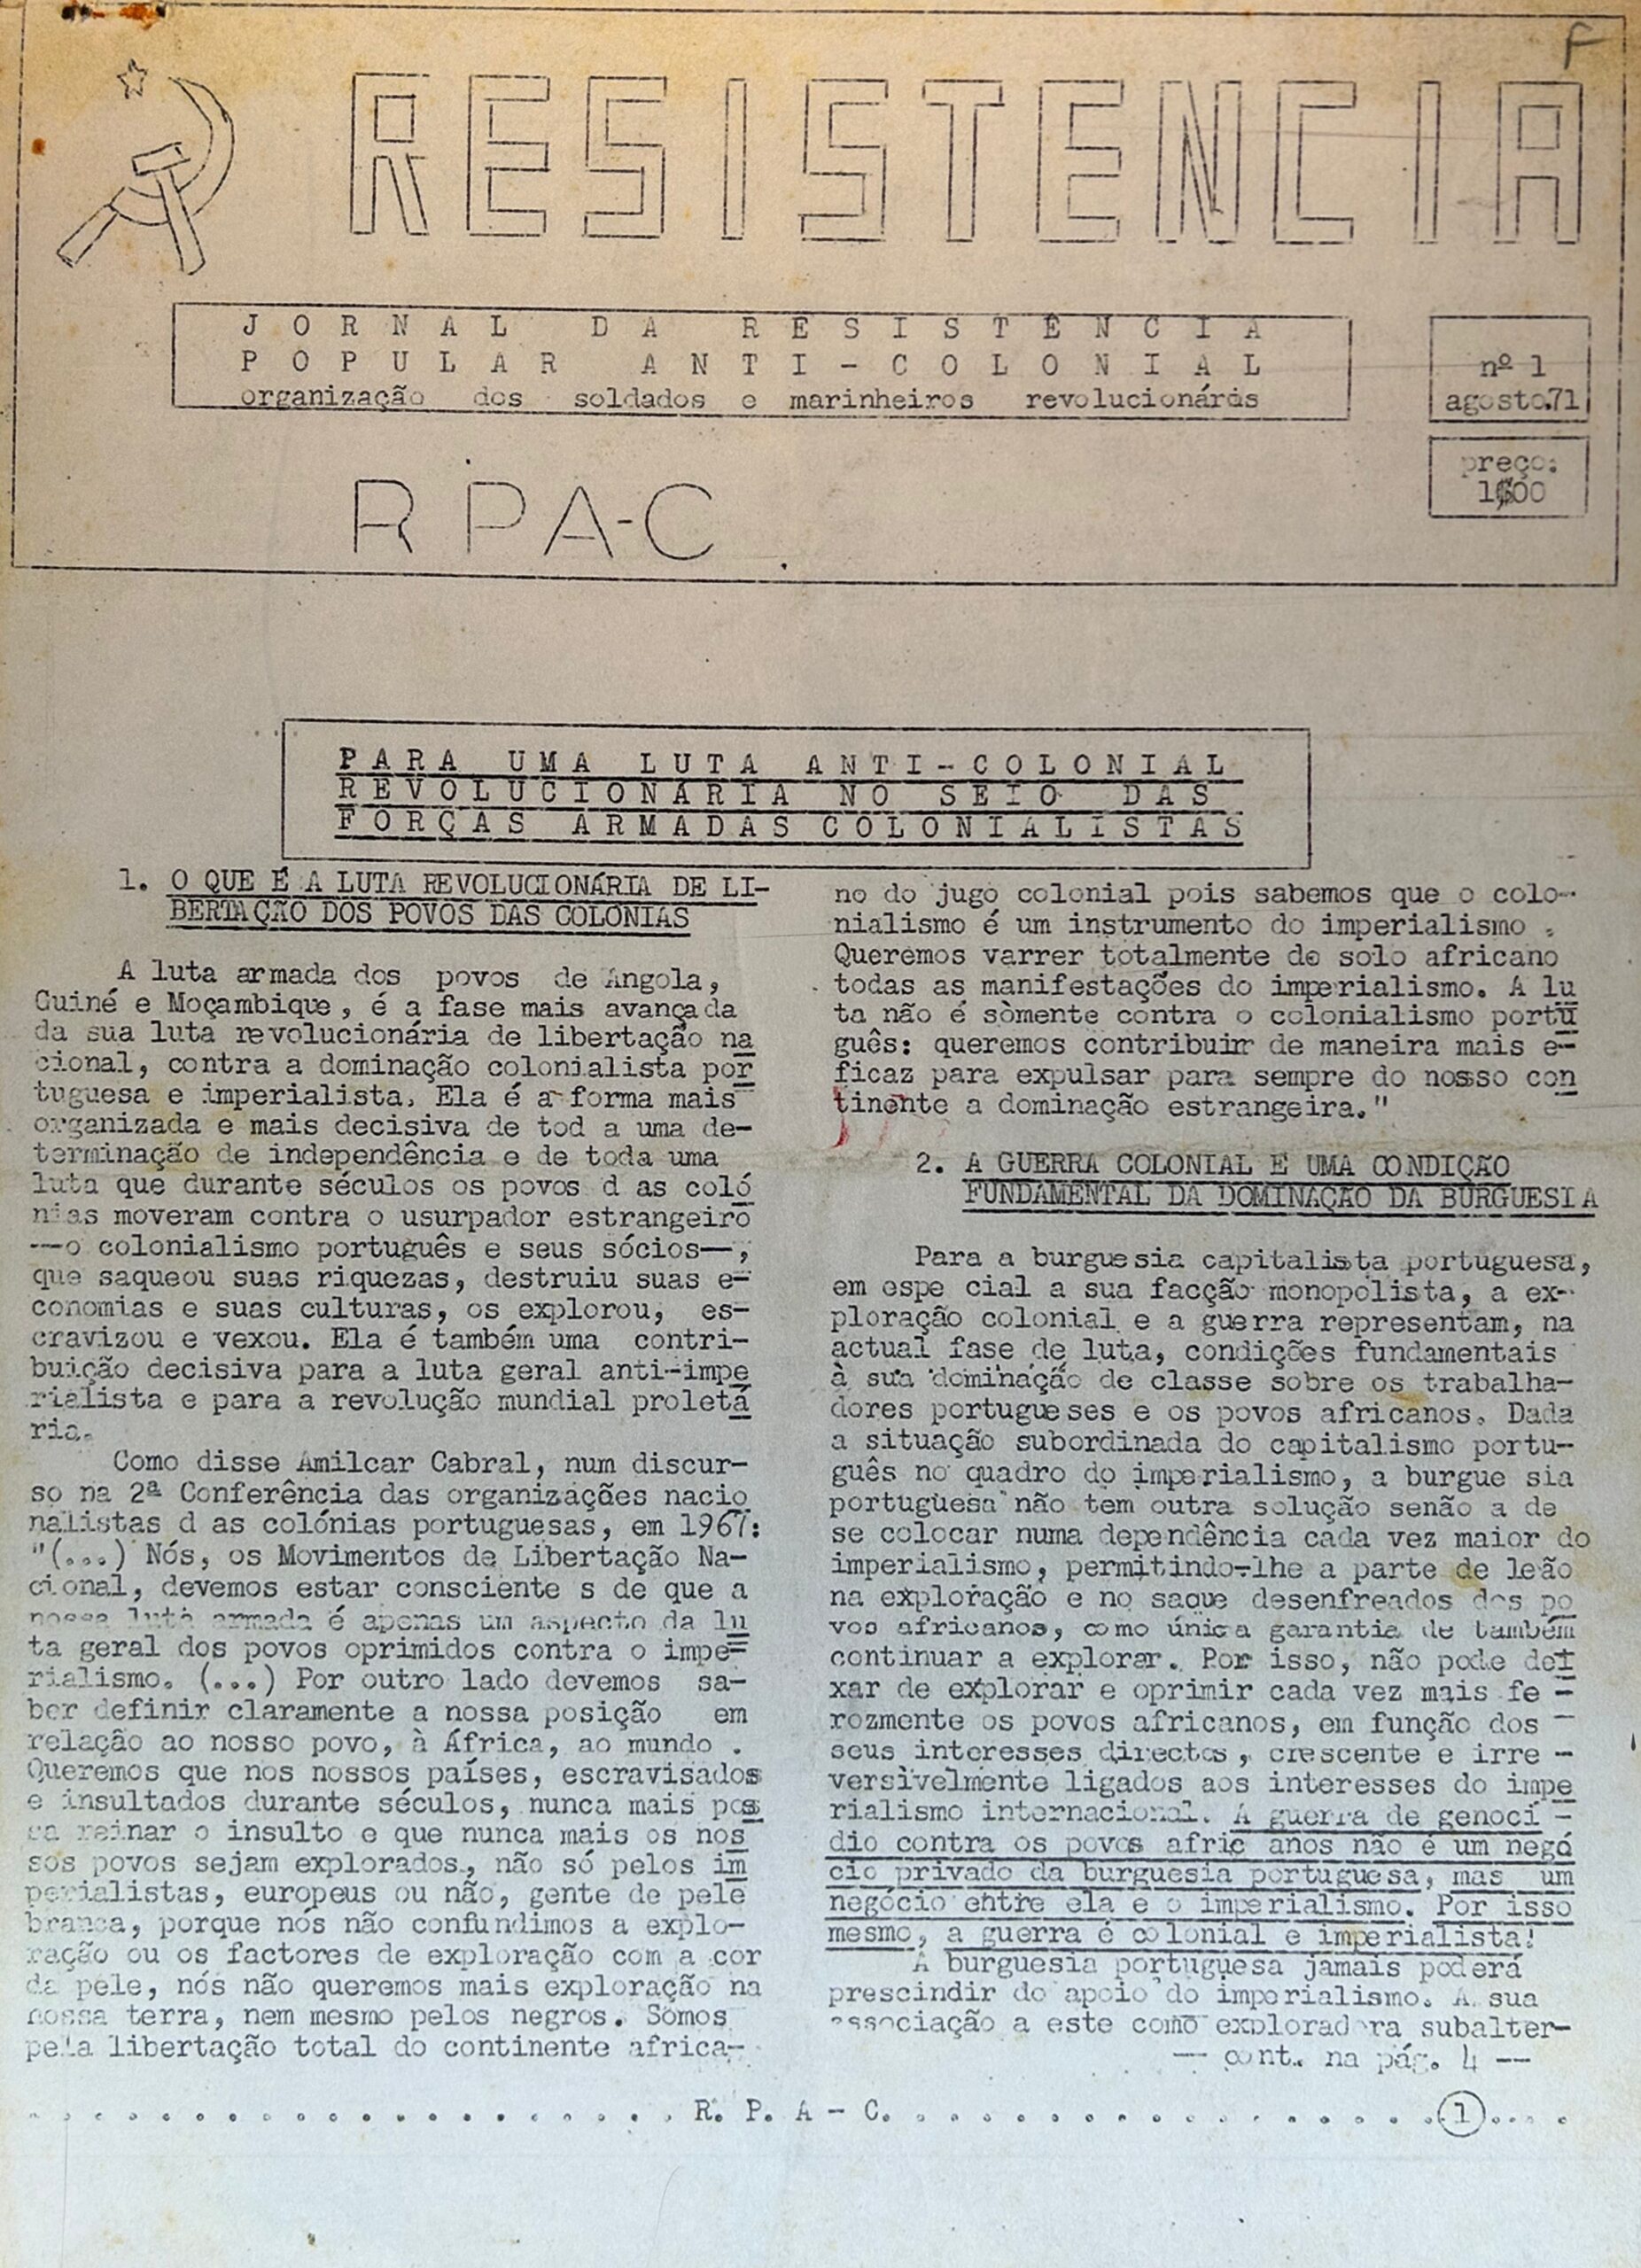 F
RESISTENCIA
JORNAL DA RESISTÊNCIA
POPULAR ANTI-COLONIAL
organização dos soldados e marinheiros revolucionários
nº 1
agosto.71
preço:
1$00
RPA-C
PARA UMA LUTA ANTI-COLONIAL
REVOLUCIONÁRIA NO SEIO DAS
FORÇAS ARMADAS COLONIALISTAS
1. O QUE É A LUTA REVOLUCIONÁRIA DE LI-
BERTAÇÃO DOS POVOS DAS COLONIAS
A luta armada dos povos de Angola,
Guiné e Moçambique, é a fase mais avançada
da sua luta revolucionária de libertação na
cional, contra a dominação colonialista por
tuguesa e imperialista. Ela é a forma mais
organizada e mais decisiva de tod a uma de-
terminação de independência e de toda uma
luta que durante séculos os povos d as coló
nias moveram contra o usurpador estrangeiro
--o colonialismo português e seus sócios--,
que saqueou suas riquezas, destruiu suas e-
conomias e suas culturas, os explorou, es-
cravizou e vexou. Ela é também uma contri-
buição decisiva para a luta geral anti-impe
rialista e para a revolução mundial proletá
ria.
Como disse Amilcar Cabral, num discur-
so na 2ª Conferência das organizações nacio
nalistas d as colónias portuguesas, em 1967:
"(...) Nós, os Movimentos de Libertação Na-
cional, devemos estar consciente s de que a
nossa luta armada é apenas um aspecto da lu
ta geral dos povos oprimidos contra o impe-
rialismo. (...) Por outro lado devemos sa-
ber definir claramente a nossa posição em
relação ao nosso povo, à África, ao mundo .
Queremos que nos nossos países, escravisados
e insultados durante séculos, nunca mais pos
sa reinar o insulto e que nunca mais os nos
sos povos sejam explorados, não só pelos im
perialistas, europeus ou não, gente de pele
branca, porque nós não confundimos a explo-
ração ou os factores de exploração com a cor
da pele, nós não queremos mais exploração na
nossa terra, nem mesmo pelos negros. Somos
pela libertação total do continente africa-
no do jugo colonial pois sabemos que o colo-
nialismo é um instrumento do imperialismo .
Queremos varrer totalmente do solo africano
todas as manifestações do imperialismo. A lu
ta não é sòmente contra o colonialismo portu
guês: queremos contribuir de maneira mais e-
ficaz para expulsar para sempre do nosso con
tinente a dominação estrangeira."
2. A GUERRA COLONIAL E UMA CONDIÇÃO
FUNDAMENTAL DA DOMINAÇÃO DA BURGUESIA
Para a burguesia capitalista portuguesa,
em espe cial a sua facção monopolista, a ex-
ploração colonial e a guerra representam, na
actual fase de luta, condições fundamentais
à sua dominação de classe sobre os trabalha-
dores portugueses e os povos africanos. Dada
a situação subordinada do capitalismo portu-
guês no quadro do imperialismo, a burgue sia
portuguesa não tem outra solução senão a de
se colocar numa dependência cada vez maior do
imperialismo, permitindo-lhe a parte de leão
na exploração e no saque desenfreados dos po
vos africanos, como única garantia de também
continuar a explorar. Por isso, não pode dei
xar de explorar e oprimir cada vez mais fe -
rozmente os povos africanos, em função dos
seus interesses directos, crescente e irre -
versìvelmente ligados aos interesses do impe
rialismo internacional. A guerra de genocí -
dio contra os povos afric anos não é um negó
cio privado da burguesia portuguesa, mas um
negócio entre ela e o imperialismo. Por isso
mesmo, a guerra é colonial e imperialista!
A burguesia portuguesa jamais poderá
prescindir do apoio do imperialismo. A sua
associação a este como exploradora subalter-
-- cont. na pág. 4 --
R. P. A - C. 1